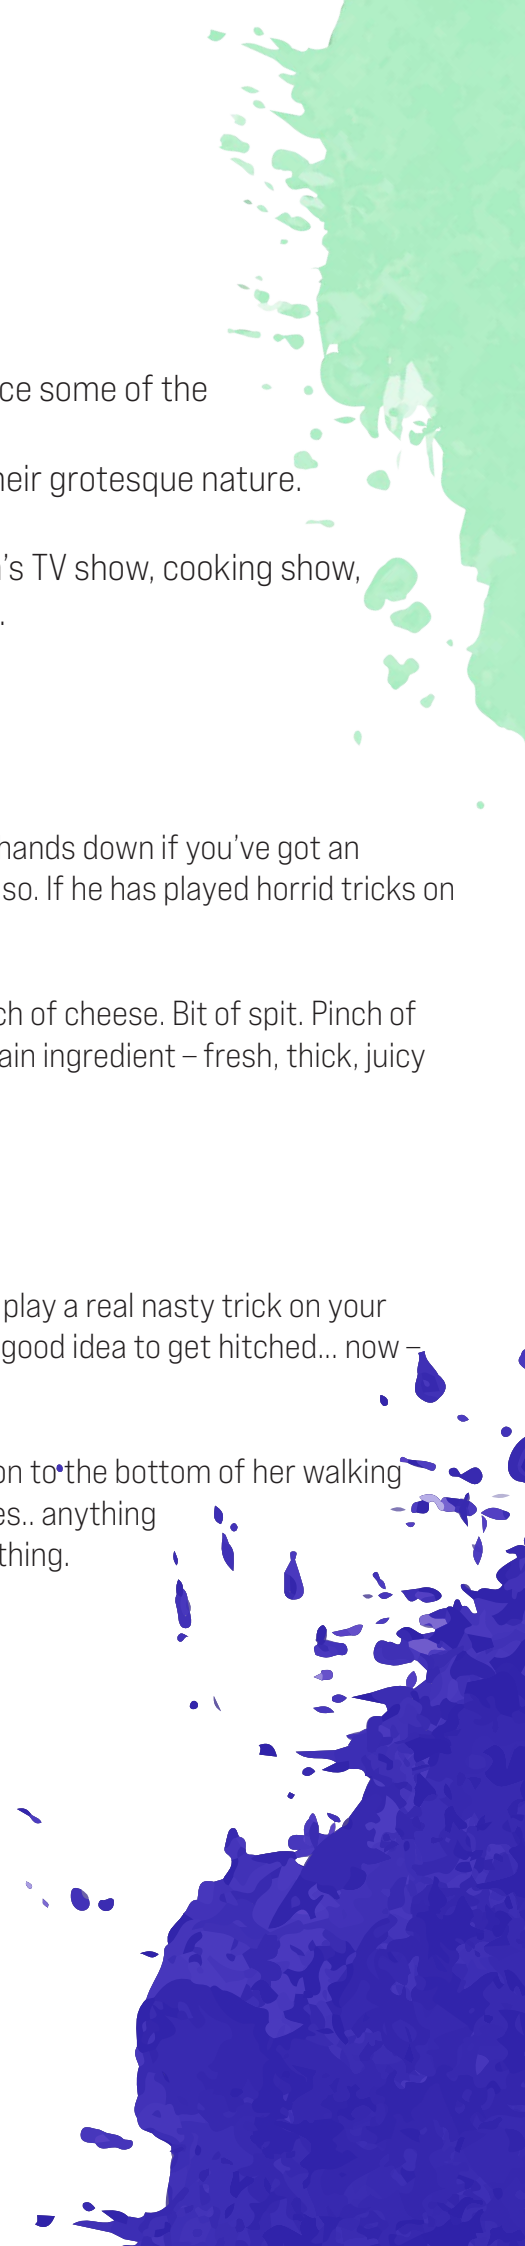 ce some of the
heir grotesque nature.
's TV show, cooking show,
.
hands down if you've got an
so. If he has played horrid tricks on
ch of cheese. Bit of spit. Pinch of
ain ingredient – fresh, thick, juicy
play a real nasty trick on your
good idea to get hitched... now –
on to the bottom of her walking
es.. anything
thing.